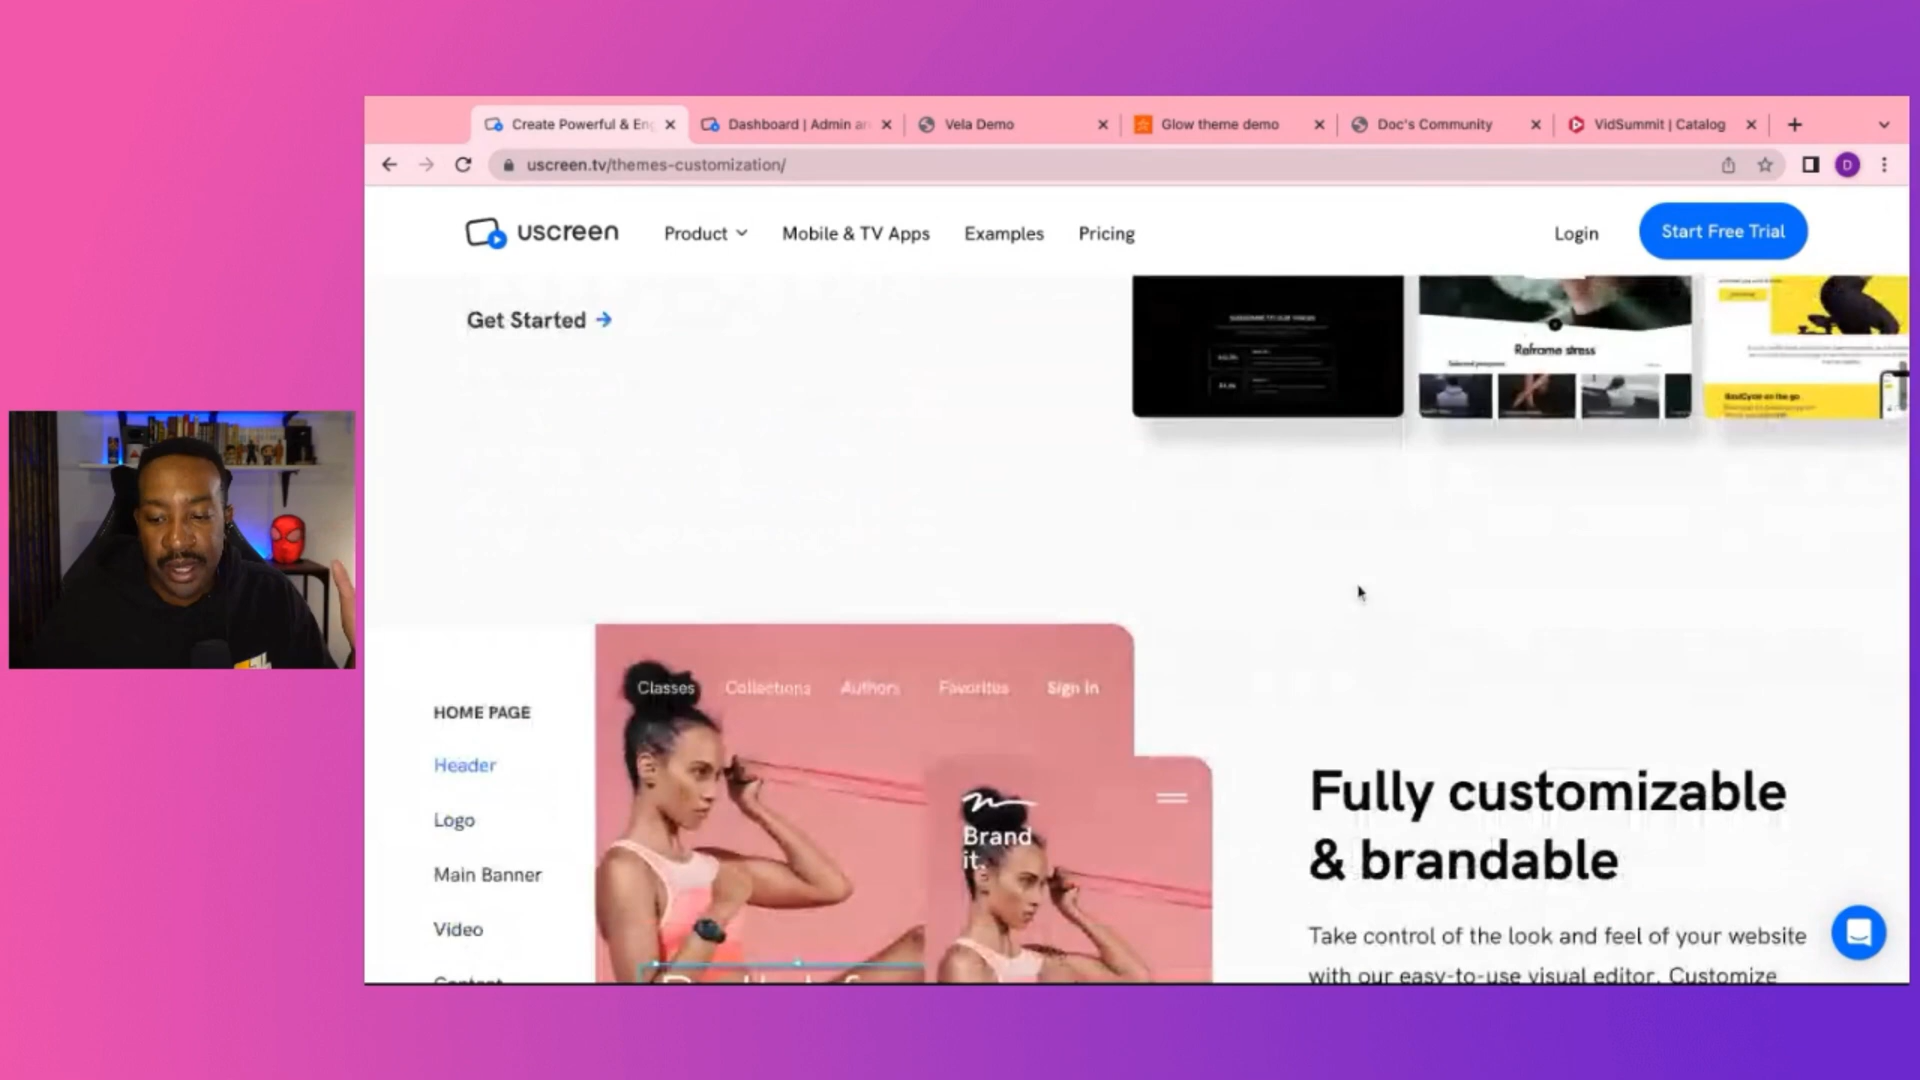 Create Powerful & Eng
Dashboard | Admin an
Vela Demo
Glow theme demo
Doc's Community
VidSummit | Catalog
uscreen.tv/themes-customization/
D
uscreen
Product
Mobile & TV Apps
Examples
Pricing
Login
Start Free Trial
Get Started →
Reframe stress
HOME PAGE
Header
Logo
Main Banner
Video
Content
Classes
Collections
Authors
Favorites
Sign in
Brand
it.
Fully customizable
& brandable
Take control of the look and feel of your website
with our easy-to-use visual editor. Customize